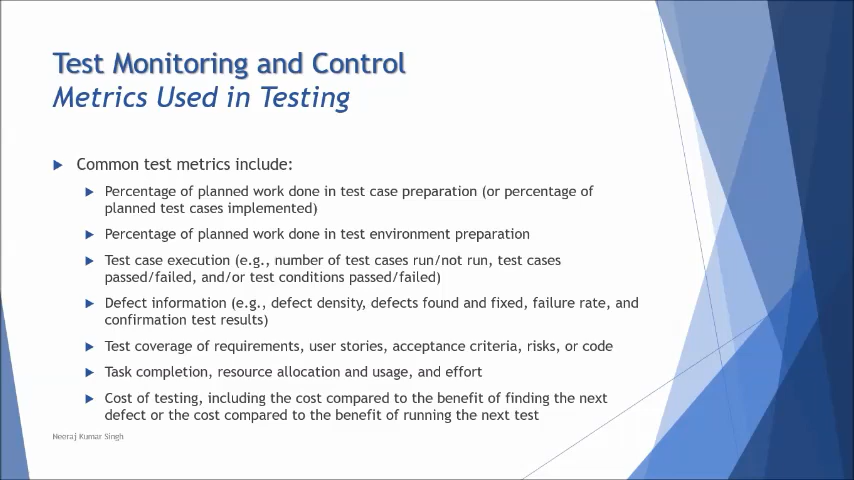 Test Monitoring and Control
Metrics Used in Testing
Common test metrics include:
Percentage of planned work done in test case preparation (or percentage of
planned test cases implemented)
Percentage of planned work done in test environment preparation
Test case execution (e.g., number of test cases run/not run, test cases
passed/failed, and/or test conditions passed/failed)
Defect information (e.g., defect density, defects found and fixed, failure rate, and
confirmation test results)
Test coverage of requirements, user stories, acceptance criteria, risks, or code
Task completion, resource allocation and usage, and effort
Cost of testing, including the cost compared to the benefit of finding the next
defect or the cost compared to the benefit of running the next test
Neeraj Kumar Singh